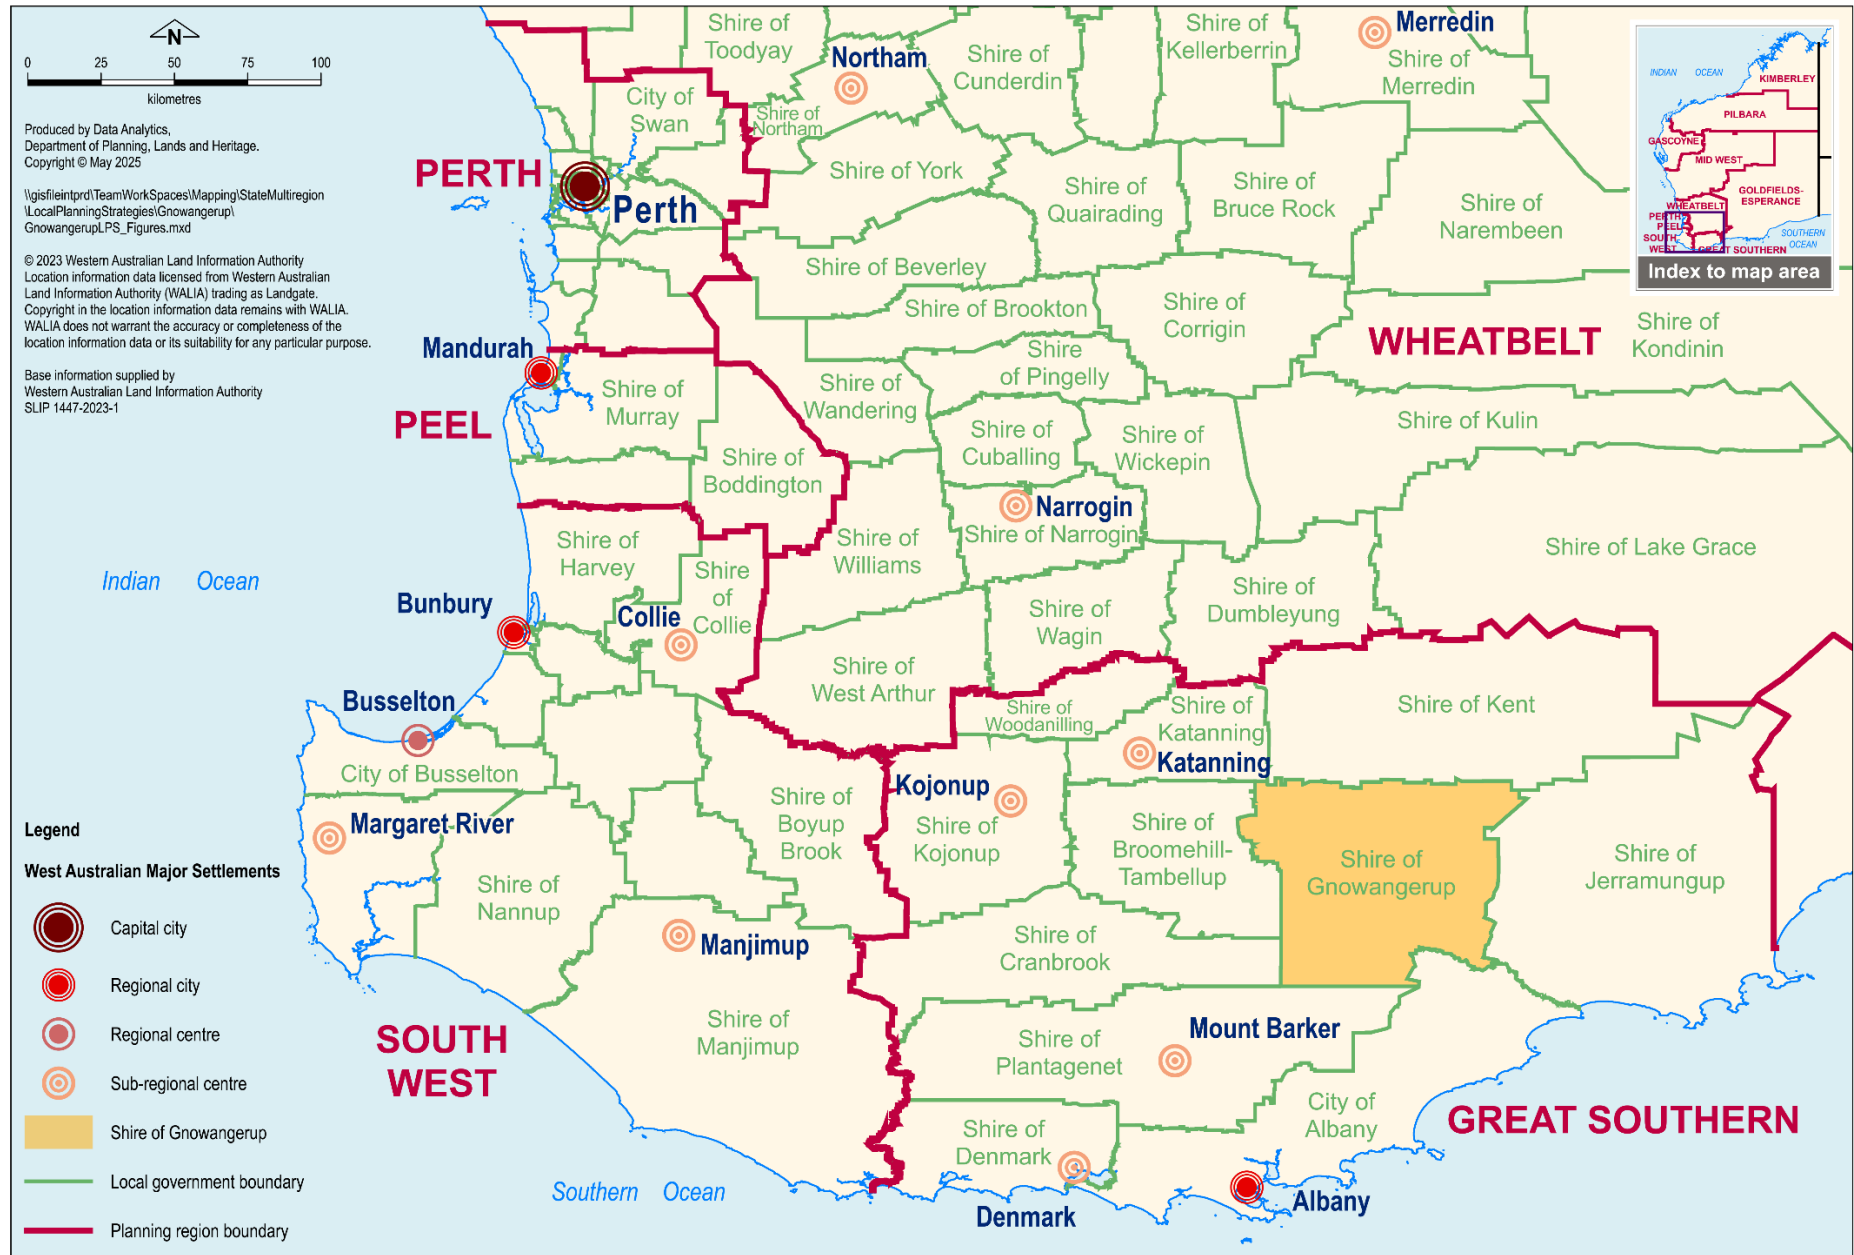 N
0 25 50 75 100
kilometres
Produced by Data Analytics,
Department of Planning, Lands and Heritage.
Copyright © May 2025
\\gisfileintprd\TeamWorkSpaces\Mapping\StateMultiregion
\LocalPlanningStrategies\Gnowangerup\
GnowangerupLPS_Figures.mxd
© 2023 Western Australian Land Information Authority
Location information data licensed from Western Australian
Land Information Authority (WALIA) trading as Landgate.
Copyright in the location information data remains with WALIA.
WALIA does not warrant the accuracy or completeness of the
location information data or its suitability for any particular purpose.
Base information supplied by
Western Australian Land Information Authority
SLIP 1447-2023-1
Shire of
Toodyay
Northam
Shire of
Cunderdin
Shire of
Kellerberrin
Merredin
Shire of
Merredin
City of
Swan
Shire of
Northam
PERTH
Perth
Shire of York
Shire of
Quairading
Shire of
Bruce Rock
Shire of
Narembeen
Shire of Beverley
Shire of Brookton
Shire of
Corrigin
WHEATBELT
Shire of
Kondinin
INDIAN OCEAN
KIMBERLEY
PILBARA
GASCOYNE
MID WEST
GOLDFIELDS-
ESPERANCE
WHEATBELT
PERTH
PEEL
SOUTH
WEST
GREAT SOUTHERN
SOUTHERN
OCEAN
Index to map area
Mandurah
PEEL
Shire of
Murray
Shire of
Wandering
Shire
of Pingelly
Shire of
Boddington
Shire of
Cuballing
Shire of
Wickepin
Shire of Kulin
Narrogin
Shire of Narrogin
Shire of
Williams
Shire of Lake Grace
Indian Ocean
Shire of
Harvey
Shire
of
Collie
Bunbury
Collie
Shire of
Wagin
Shire of
Dumbleyung
Shire of
West Arthur
Busselton
City of Busselton
Shire of
Woodanilling
Shire of
Katanning
Katanning
Shire of Kent
Kojonup
Shire of
Kojonup
Margaret River
Shire of
Boyup
Brook
Shire of
Broomehill-
Tambellup
Shire of
Gnowangerup
Shire of
Jerramungup
Shire of
Nannup
Manjimup
Shire of
Cranbrook
SOUTH
WEST
Shire of
Manjimup
Shire of
Plantagenet
Mount Barker
City of
Albany
GREAT SOUTHERN
Shire of
Denmark
Denmark
Albany
Southern Ocean
Legend
West Australian Major Settlements
Capital city
Regional city
Regional centre
Sub-regional centre
Shire of Gnowangerup
Local government boundary
Planning region boundary